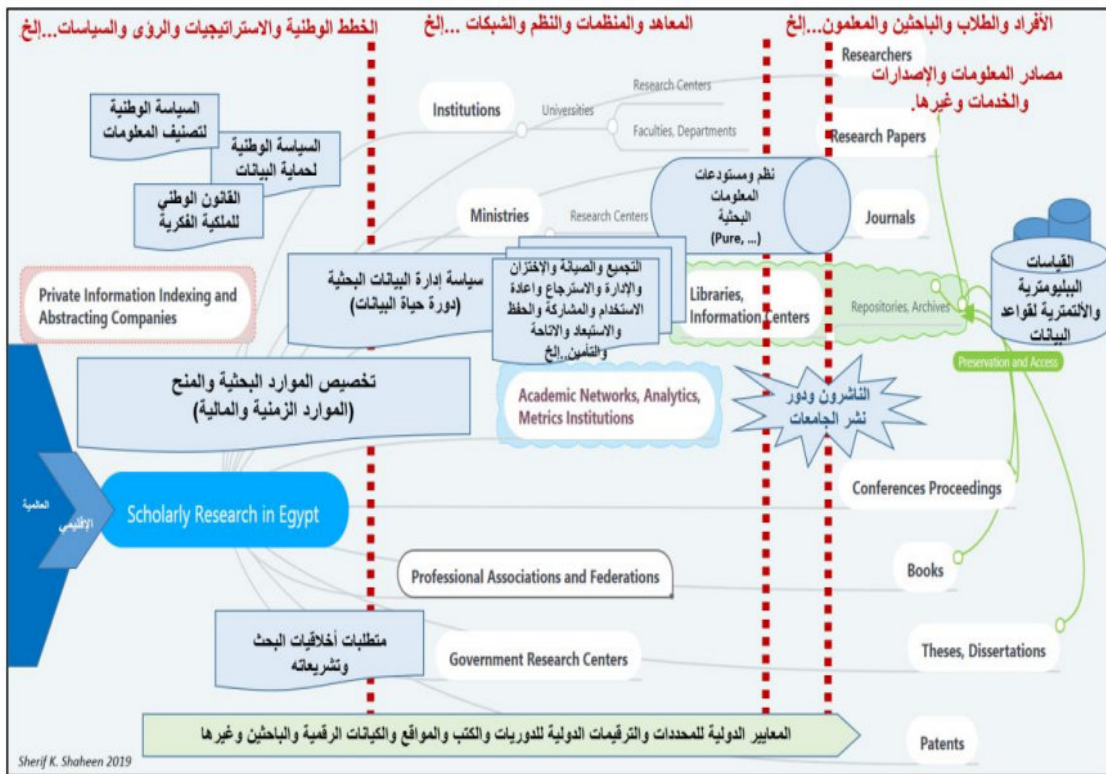 الخطط الوطنية والاستراتيجيات والرؤى والسياسات...إلخ
المعاهد والمنظمات والنظم والشبكات ...إلخ
الأفراد والطلاب والباحثين والمعلمون...إلخ
مصادر المعلومات والإصدارات
والخدمات وغيرها.
Researchers
Research Papers
Journals
السياسة الوطنية
لتصنيف المعلومات
السياسة الوطنية
لحماية البيانات
القانون الوطني
للملكية الفكرية
Institutions
Universities
Research Centers
Faculties, Departments
Ministries
Research Centers
نظم ومستودعات
المعلومات
البحثية
(Pure, ...)
Private Information Indexing and
Abstracting Companies
سياسة إدارة البيانات البحثية
(دورة حياة البيانات)
التجميع والصيانة والإختزان
والإدارة والاسترجاع واعادة
الاستخدام والمشاركة والحفظ
والاستبعاد والاتاحة
والتأمين..إلخ
Libraries,
Information Centers
Repositories, Archives
القياسات
الببليومترية
والألتمترية لقواعد
البيانات
Preservation and Access
تخصيص الموارد البحثية والمنح
(الموارد الزمنية والمالية)
Academic Networks, Analytics,
Metrics Institutions
الناشرون ودور
نشر الجامعات
العالمية
الإقليمي
Scholarly Research in Egypt
Conferences Proceedings
Professional Associations and Federations
Books
متطلبات أخلاقيات البحث
وتشريعاته
Government Research Centers
Theses, Dissertations
المعايير الدولية للمحددات والترقيمات الدولية للدوريات والكتب والمواقع والكيانات الرقمية والباحثين وغيرها
Patents
Sherif K. Shaheen 2019